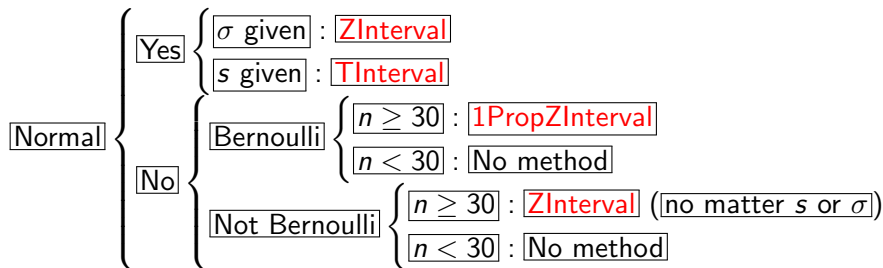 σ given : ZInterval
Yes
s given : TInterval
Normal
n ≥ 30 : 1PropZInterval
Bernoulli
n < 30 : No method
No
n ≥ 30 : ZInterval (no matter s or σ)
Not Bernoulli
n < 30 : No method